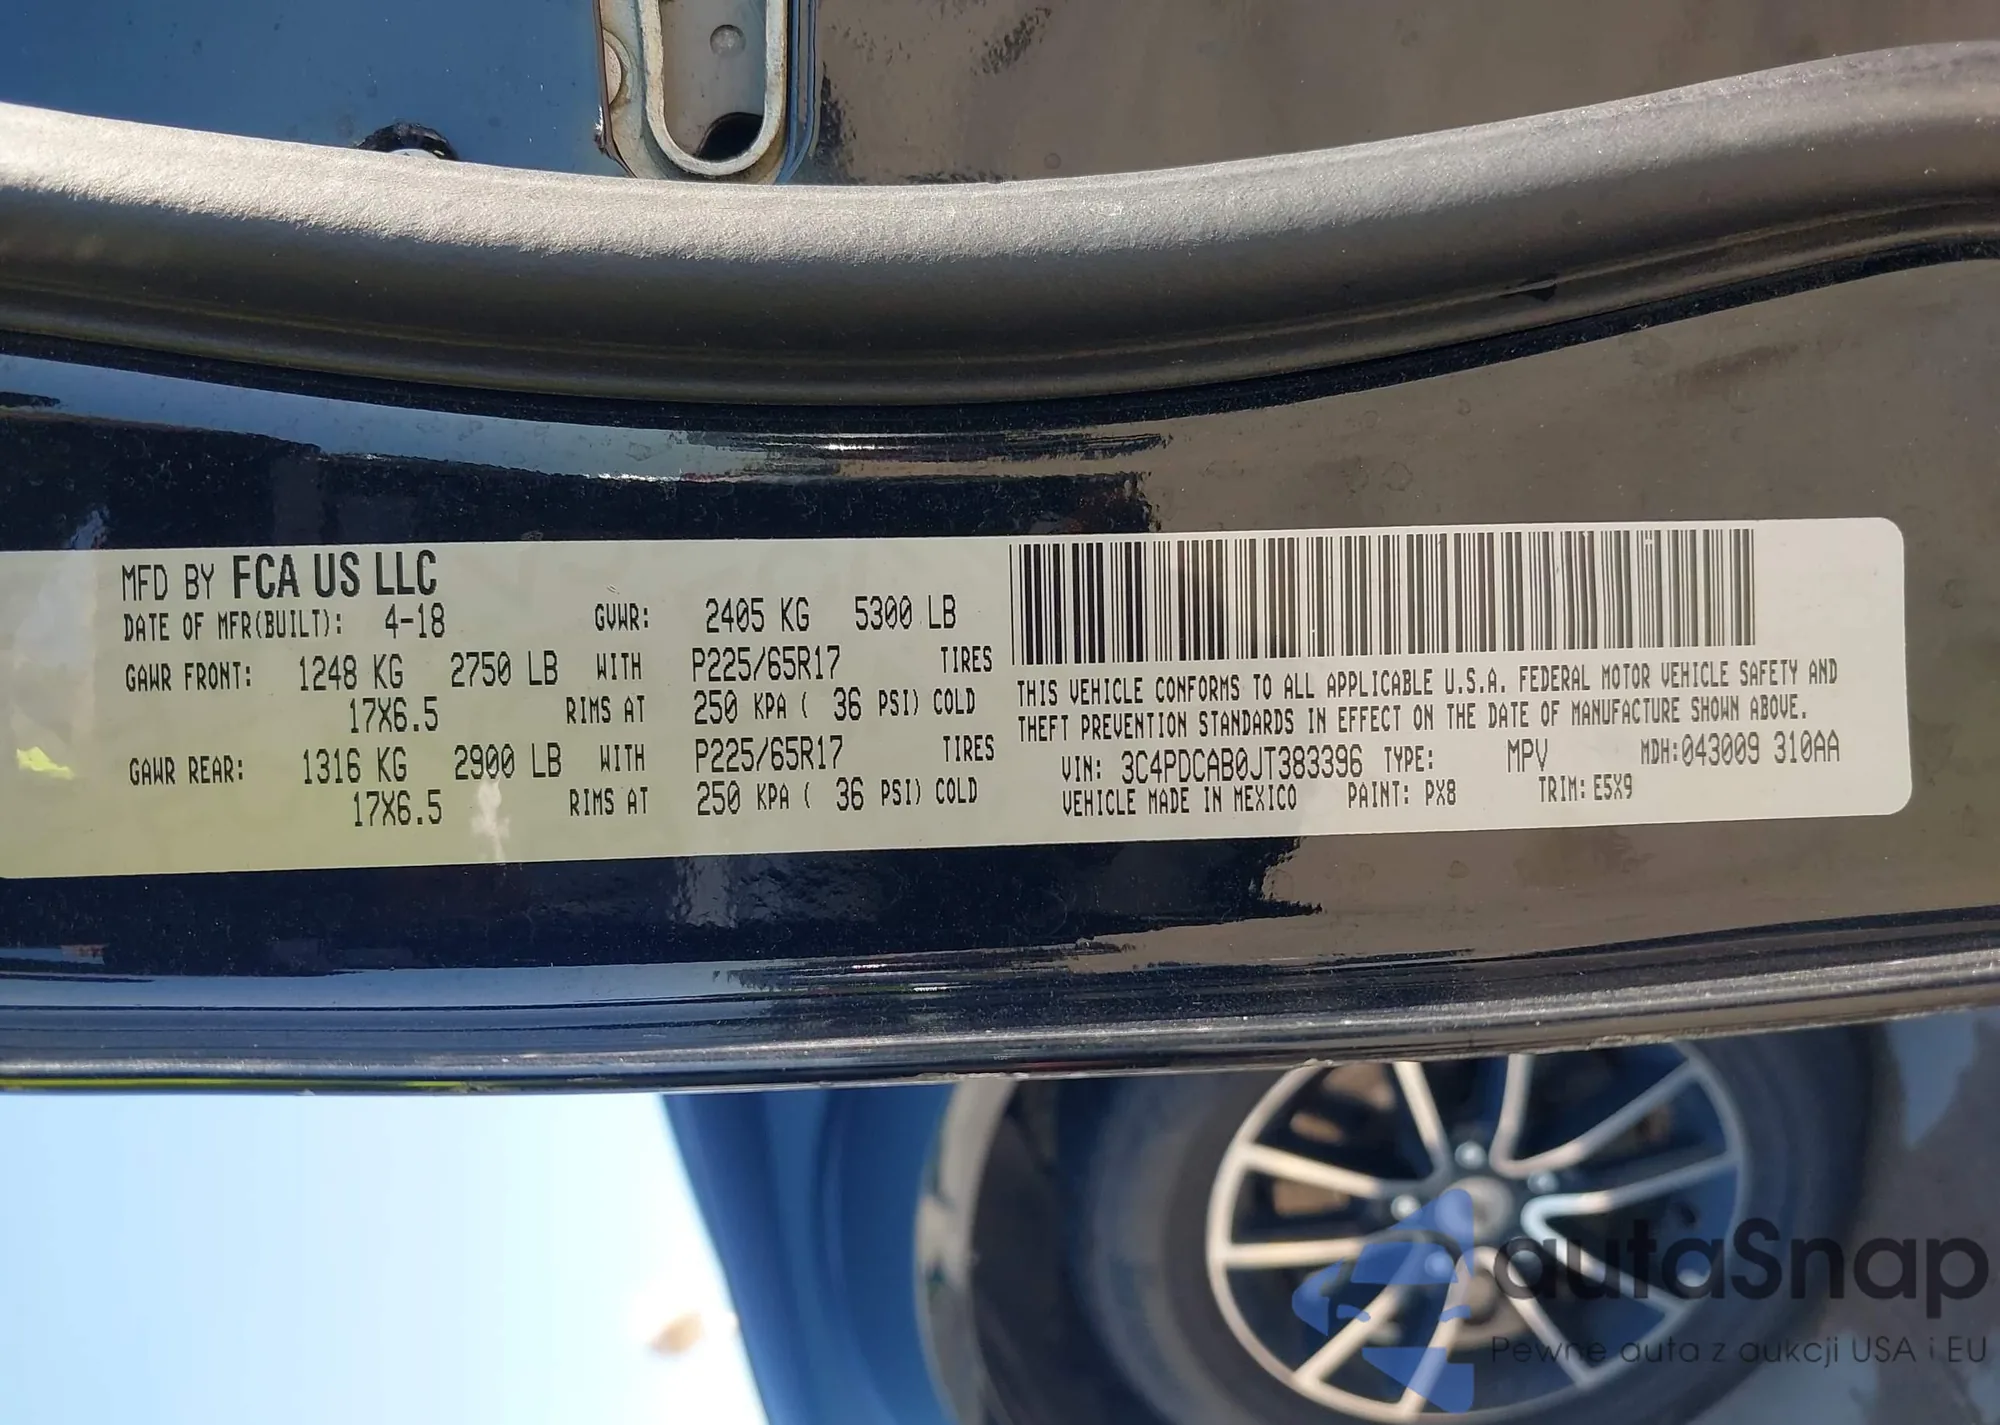 MFD BY FCA US LLC
DATE OF MFR(BUILT): 4-18 GVWR: 2405 KG 5300 LB
GAWR FRONT: 1248 KG 2750 LB WITH P225/65R17 TIRES
17X6.5 RIMS AT 250 KPA ( 36 PSI) COLD
GAWR REAR: 1316 KG 2900 LB WITH P225/65R17 TIRES
17X6.5 RIMS AT 250 KPA ( 36 PSI) COLD
THIS VEHICLE CONFORMS TO ALL APPLICABLE U.S.A. FEDERAL MOTOR VEHICLE SAFETY AND
THEFT PREVENTION STANDARDS IN EFFECT ON THE DATE OF MANUFACTURE SHOWN ABOVE.
VIN: 3C4PDCAB0JT383396 TYPE: MPV MDH:043009 310AA
VEHICLE MADE IN MEXICO PAINT: PX8 TRIM: E5X9
autaSnap
Pewne auta z aukcji USA i EU